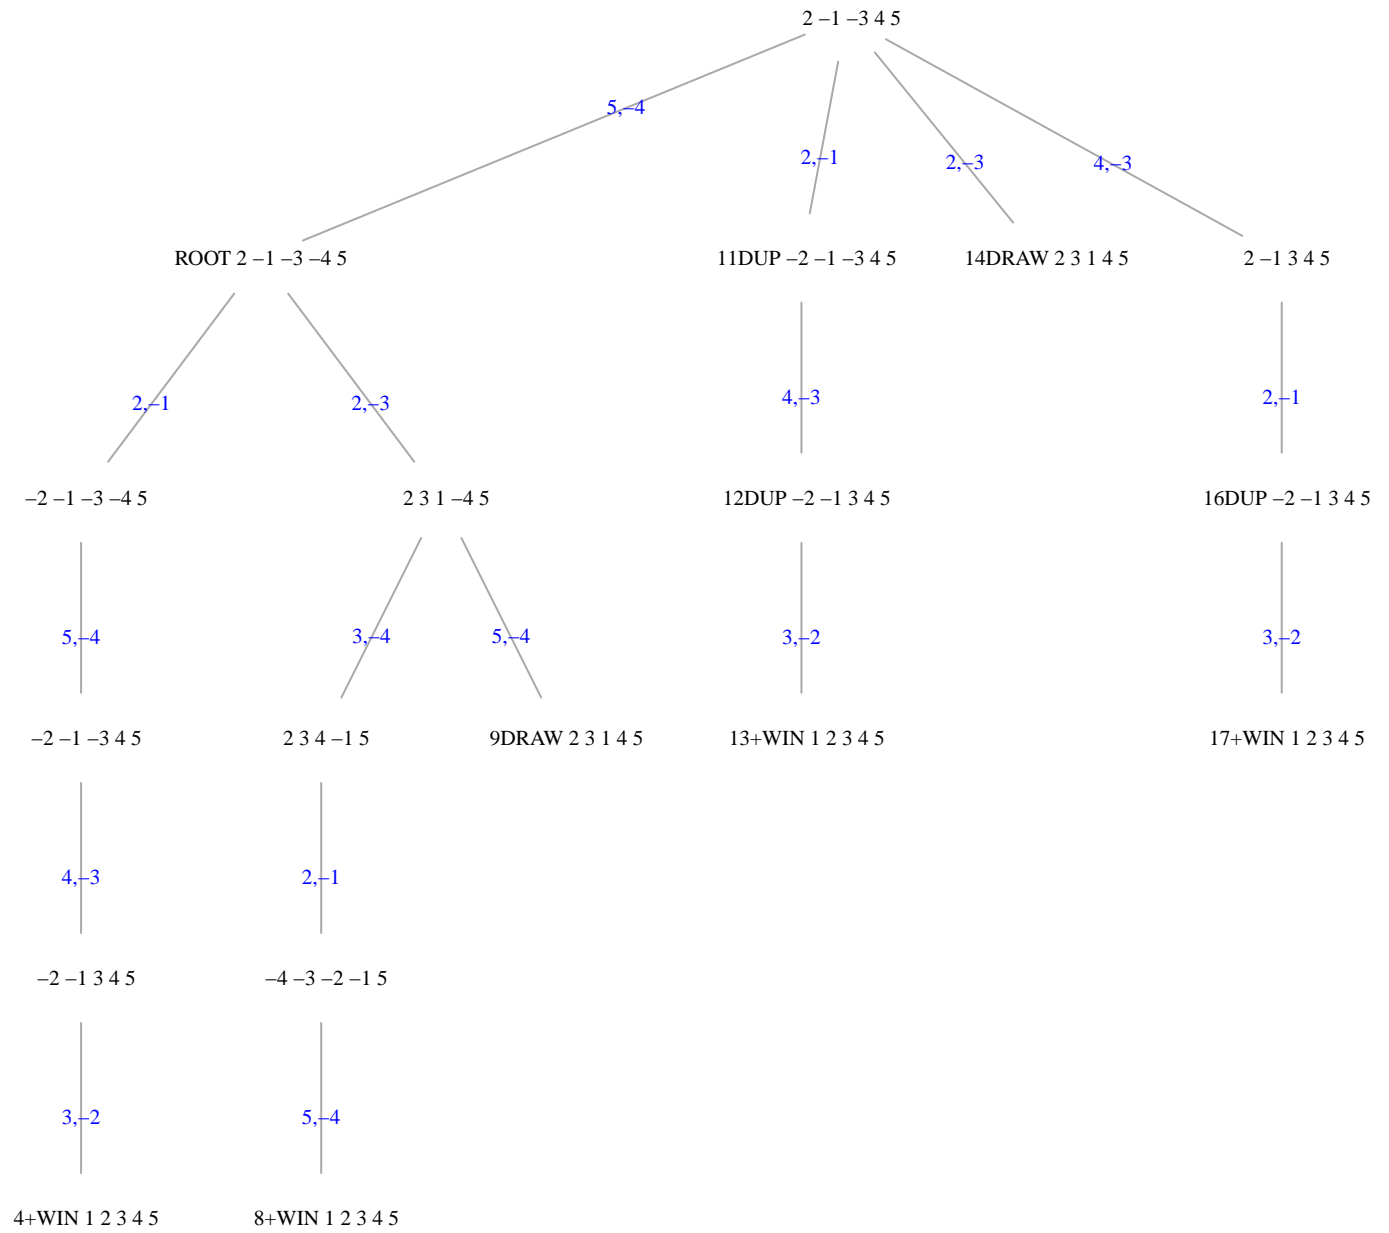 2 –1 –3 4 5
5,–4
2,–1
2,–3
4,–3
ROOT 2 –1 –3 –4 5
11DUP –2 –1 –3 4 5
14DRAW 2 3 1 4 5
2 –1 3 4 5
2,–1
2,–3
4,–3
2,–1
–2 –1 –3 –4 5
2 3 1 –4 5
12DUP –2 –1 3 4 5
16DUP –2 –1 3 4 5
5,–4
3,–4
5,–4
3,–2
3,–2
–2 –1 –3 4 5
2 3 4 –1 5
9DRAW 2 3 1 4 5
13+WIN 1 2 3 4 5
17+WIN 1 2 3 4 5
4,–3
2,–1
–2 –1 3 4 5
–4 –3 –2 –1 5
3,–2
5,–4
4+WIN 1 2 3 4 5
8+WIN 1 2 3 4 5